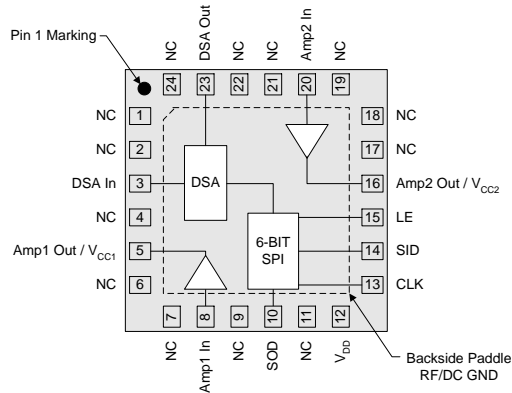 Pin 1 Marking
NC
DSA Out
NC
NC
Amp2 In
NC
24
23
22
21
20
19
NC
1
NC
2
DSA In
3
NC
4
Amp1 Out / VCC1
5
NC
6
18
NC
17
NC
16
Amp2 Out / VCC2
15
LE
14
SID
13
CLK
DSA
6-BIT
SPI
7
8
9
10
11
12
NC
Amp1 In
NC
SOD
NC
VDD
Backside Paddle
RF/DC GND